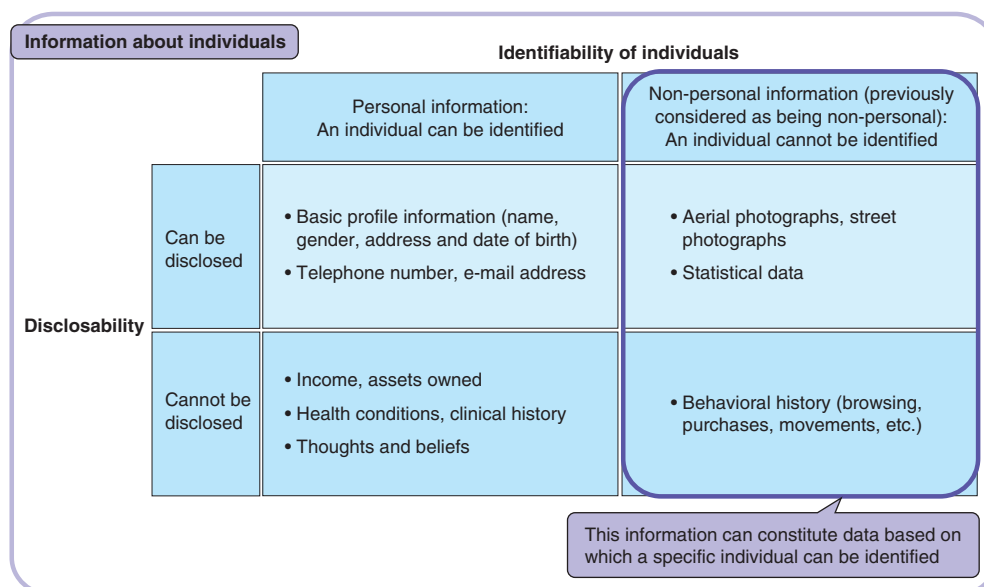 Information about individuals
Identifiability of individuals
Personal information:
An individual can be identified
Non-personal information (previously
considered as being non-personal):
An individual cannot be identified
Disclosability
Can be
disclosed
• Basic profile information (name,
gender, address and date of birth)
• Telephone number, e-mail address
• Aerial photographs, street
photographs
• Statistical data
Cannot be
disclosed
• Income, assets owned
• Health conditions, clinical history
• Thoughts and beliefs
• Behavioral history (browsing,
purchases, movements, etc.)
This information can constitute data based on
which a specific individual can be identified